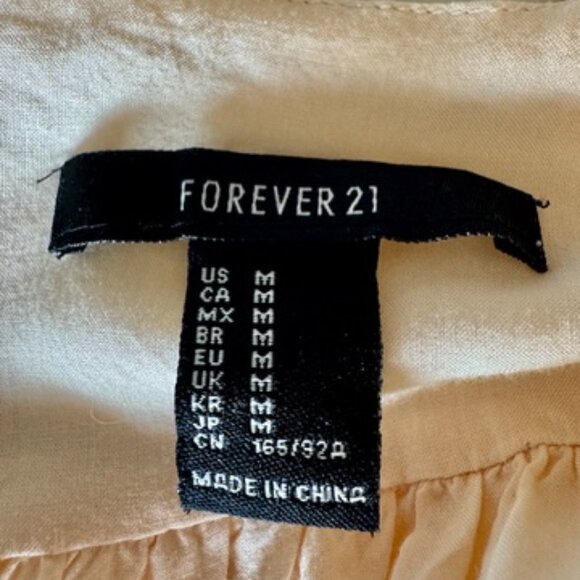 FOREVER 21
US M
CA M
MX M
BR M
EU M
UK M
KR M
JP M
CN 165/92A
MADE IN CHINA